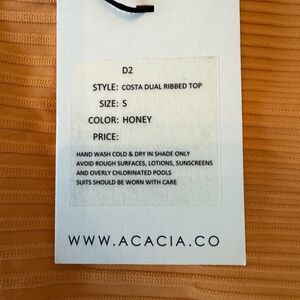 D2
STYLE: COSTA DUAL RIBBED TOP
SIZE: S
COLOR: HONEY
PRICE:
HAND WASH COLD & DRY IN SHADE ONLY
AVOID ROUGH SURFACES, LOTIONS, SUNSCREENS
AND OVERLY CHLORINATED POOLS
SUITS SHOULD BE WORN WITH CARE
WWW.ACACIA.CO